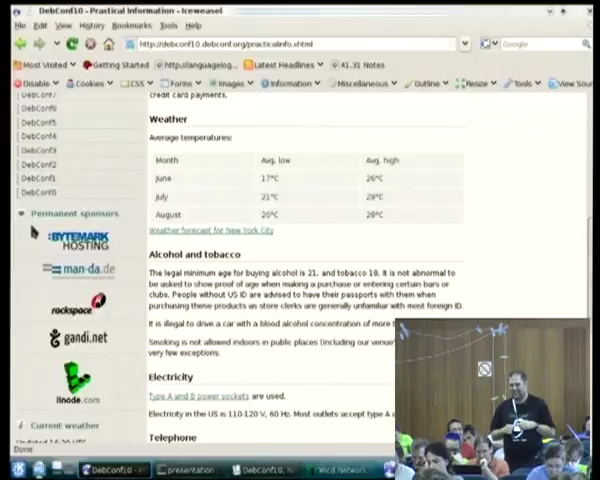 DebConf10 - Practical Information - Iceweasel
File Edit View History Bookmarks Tools Help
http://debconf10.debconf.org/practicalinfo.xhtml
Google
Most Visited Getting Started http://languagelog... Latest Headlines 41.31 Notes
Disable Cookies CSS Forms Images Information Miscellaneous Outline Resize Tools View Sour
DebConf7
DebConf6
DebConf5
DebConf4
DebConf3
DebConf2
DebConf1
DebConf0
Permanent sponsors
BYTEMARK
HOSTING
man-da.de
rackspace
gandi.net
linode.com
Current weather
credit card payments.
Weather
Average temperatures:
Month Avg. low Avg. high
June 17°C 26°C
July 21°C 29°C
August 20°C 28°C
Weather forecast for New York City
Alcohol and tobacco
The legal minimum age for buying alcohol is 21, and tobacco 18. It is not abnormal to
be asked to show proof of age when making a purchase or entering certain bars or
clubs. People without US ID are advised to have their passports with them when
purchasing these products as store clerks are generally unfamiliar with most foreign ID.
It is illegal to drive a car with a blood alcohol concentration of more
Smoking is not allowed indoors in public places (including our venue
very few exceptions.
Electricity
Type A and B power sockets are used.
Electricity in the US is 110-120 V, 60 Hz. Most outlets accept type A
Telephone
Done
DebConf10 - presentation DebConf10, Wicd Network